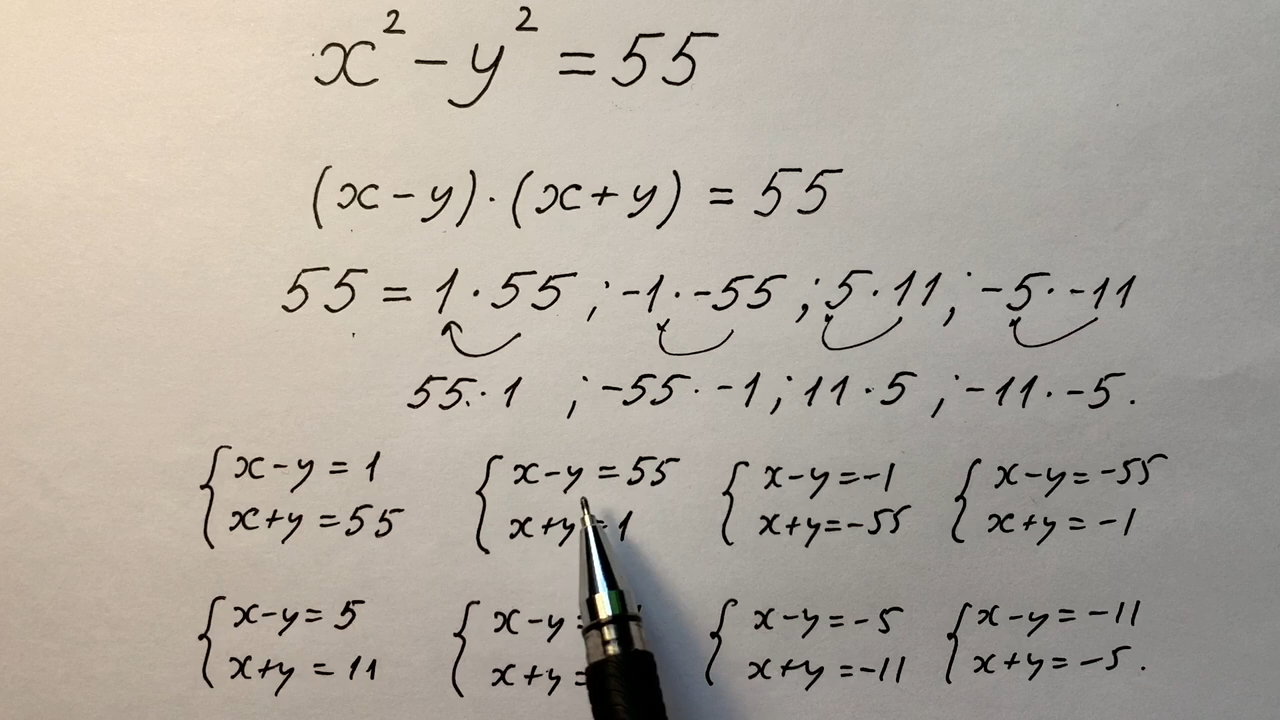 x² - y² = 55
(x - y) · (x + y) = 55
55 = 1 · 55 ; -1 · -55 ; 5 · 11 ; -5 · -11
55 · 1 ; -55 · -1 ; 11 · 5 ; -11 · -5 .
{ x - y = 1 { x - y = 55 { x - y = -1 { x - y = -55
x + y = 55 x + y = 1 x + y = -55 x + y = -1
{ x - y = 5 { x - y = { x - y = -5 { x - y = -11
x + y = 11 x + y = x + y = -11 x + y = -5 .